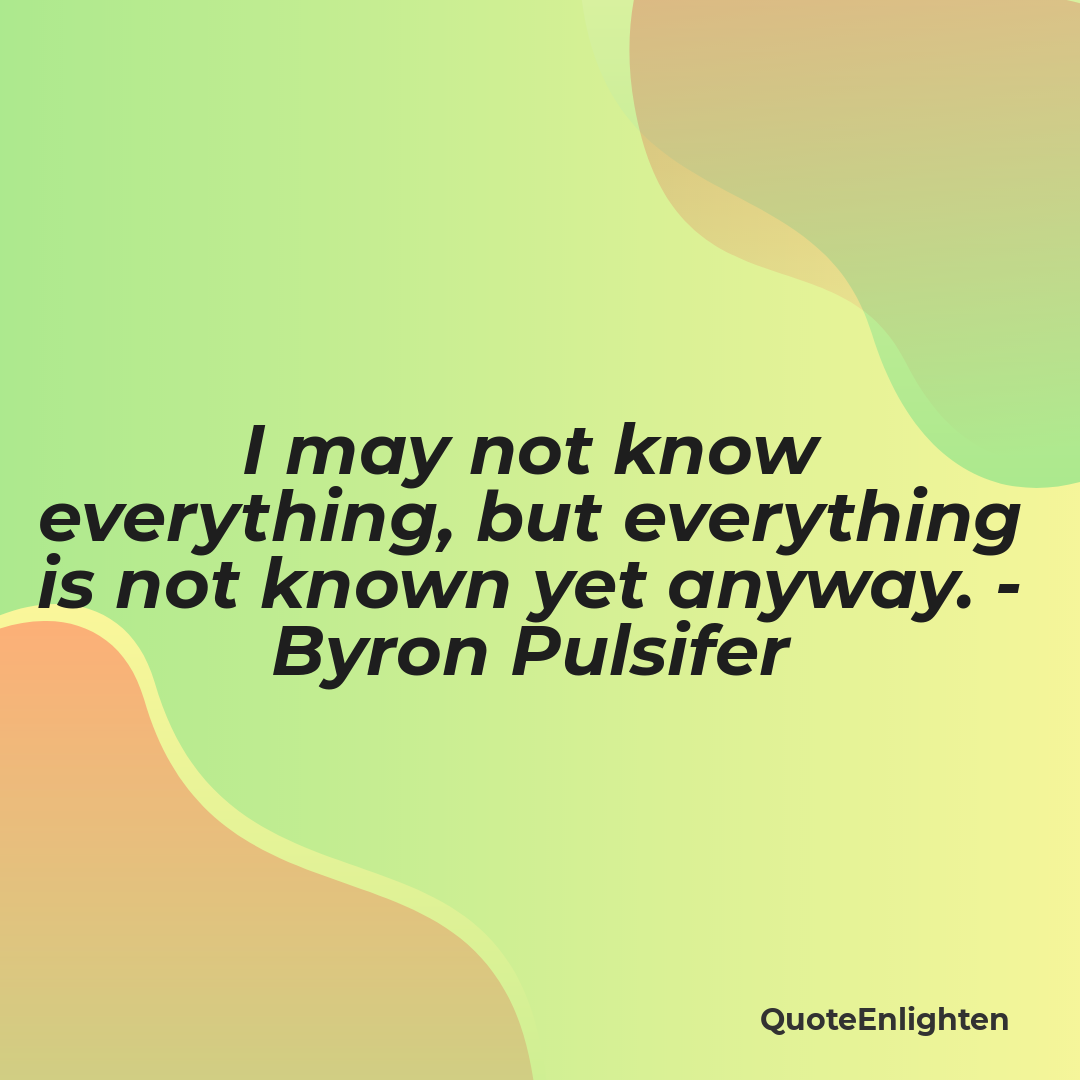 I may not know
everything, but everything
is not known yet anyway. -
Byron Pulsifer
QuoteEnlighten